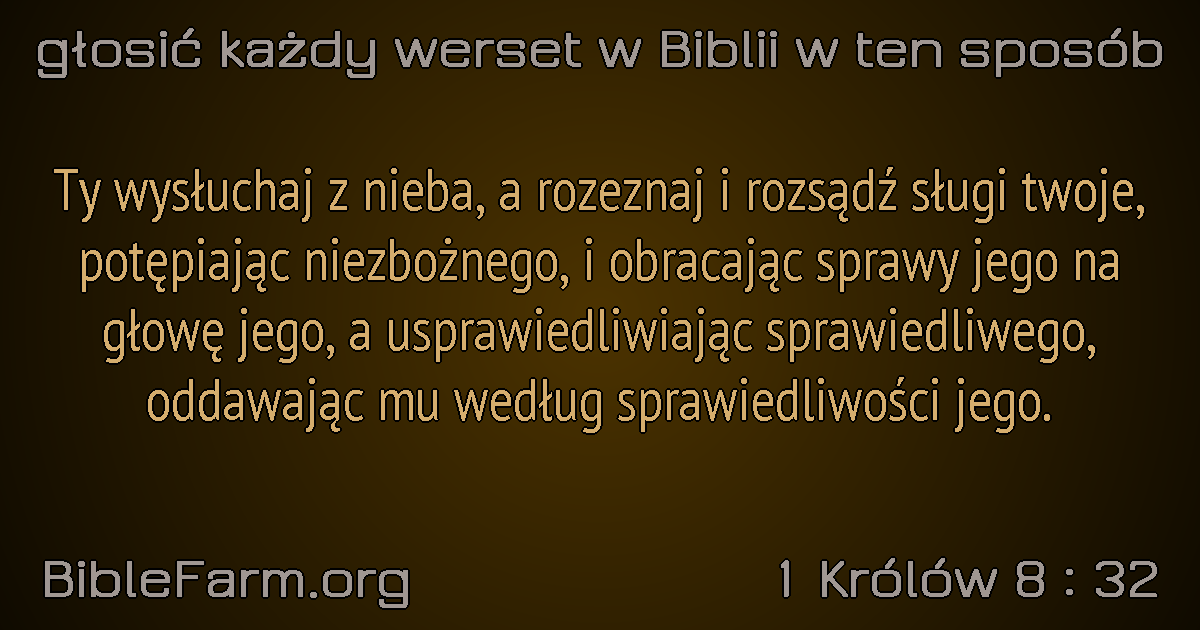 głosić każdy werset w Biblii w ten sposób
Ty wysłuchaj z nieba, a rozeznaj i rozsądź sługi twoje,
potępiając niezbożnego, i obracając sprawy jego na
głowę jego, a usprawiedliwiając sprawiedliwego,
oddawając mu według sprawiedliwości jego.
BibleFarm.org
1 Królów 8 : 32